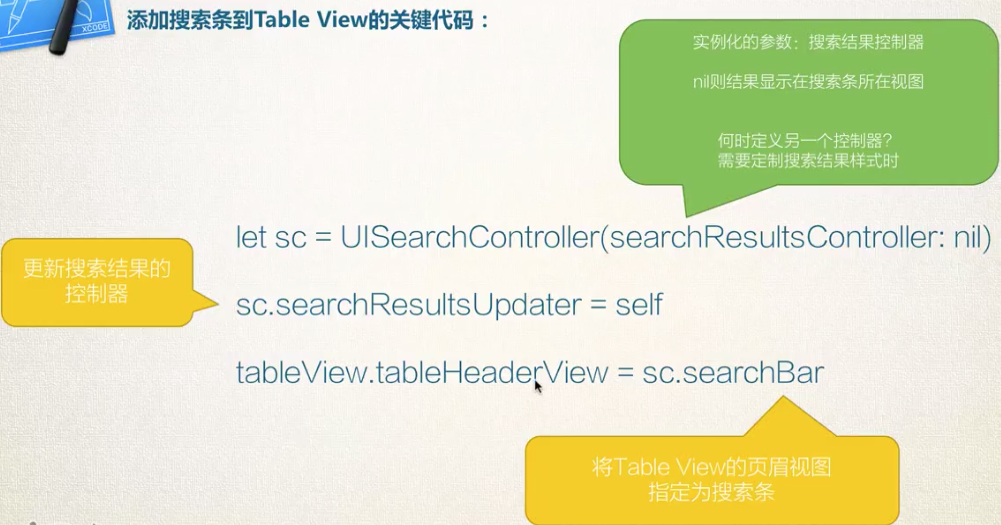 XCODE
添加搜索条到Table View的关键代码：
实例化的参数：搜索结果控制器
nil则结果显示在搜索条所在视图
何时定义另一个控制器？
需要定制搜索结果样式时
let sc = UISearchController(searchResultsController: nil)
更新搜索结果的
控制器
sc.searchResultsUpdater = self
tableView.tableHeaderView = sc.searchBar
将Table View的页眉视图
指定为搜索条